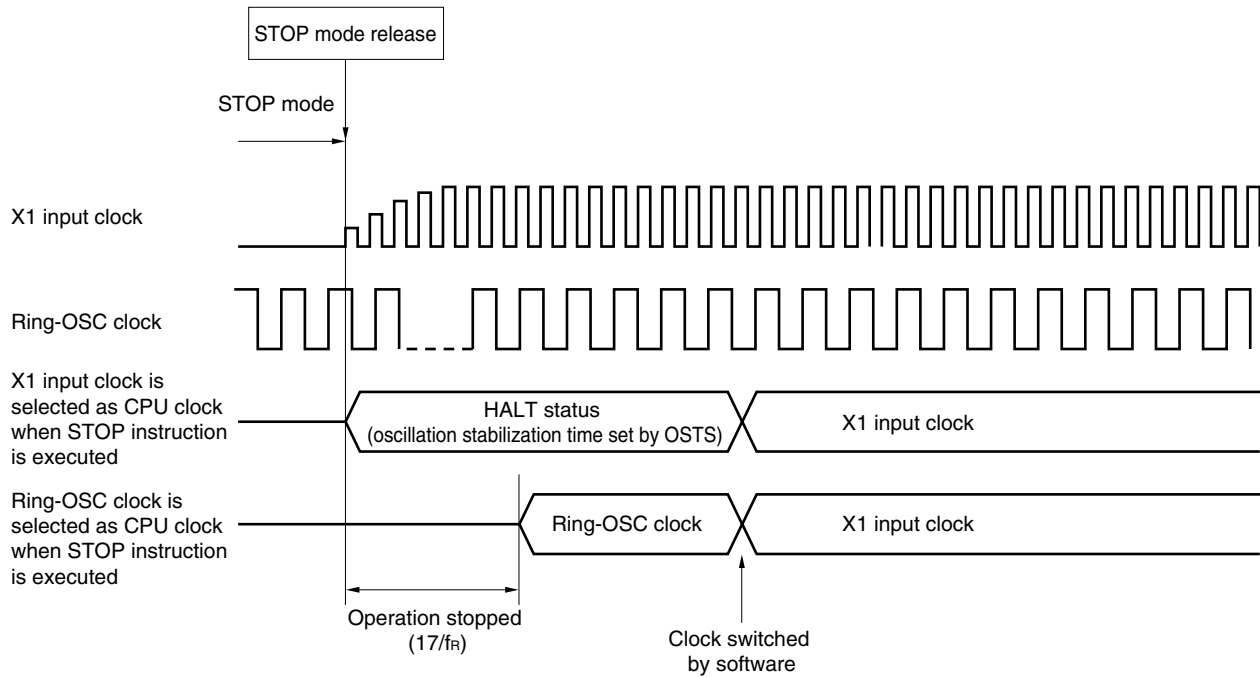 STOP mode release
STOP mode
X1 input clock
Ring-OSC clock
X1 input clock is
selected as CPU clock
when STOP instruction
is executed
HALT status
(oscillation stabilization time set by OSTS)
X1 input clock
Ring-OSC clock is
selected as CPU clock
when STOP instruction
is executed
Ring-OSC clock
X1 input clock
Operation stopped
(17/fR)
Clock switched
by software